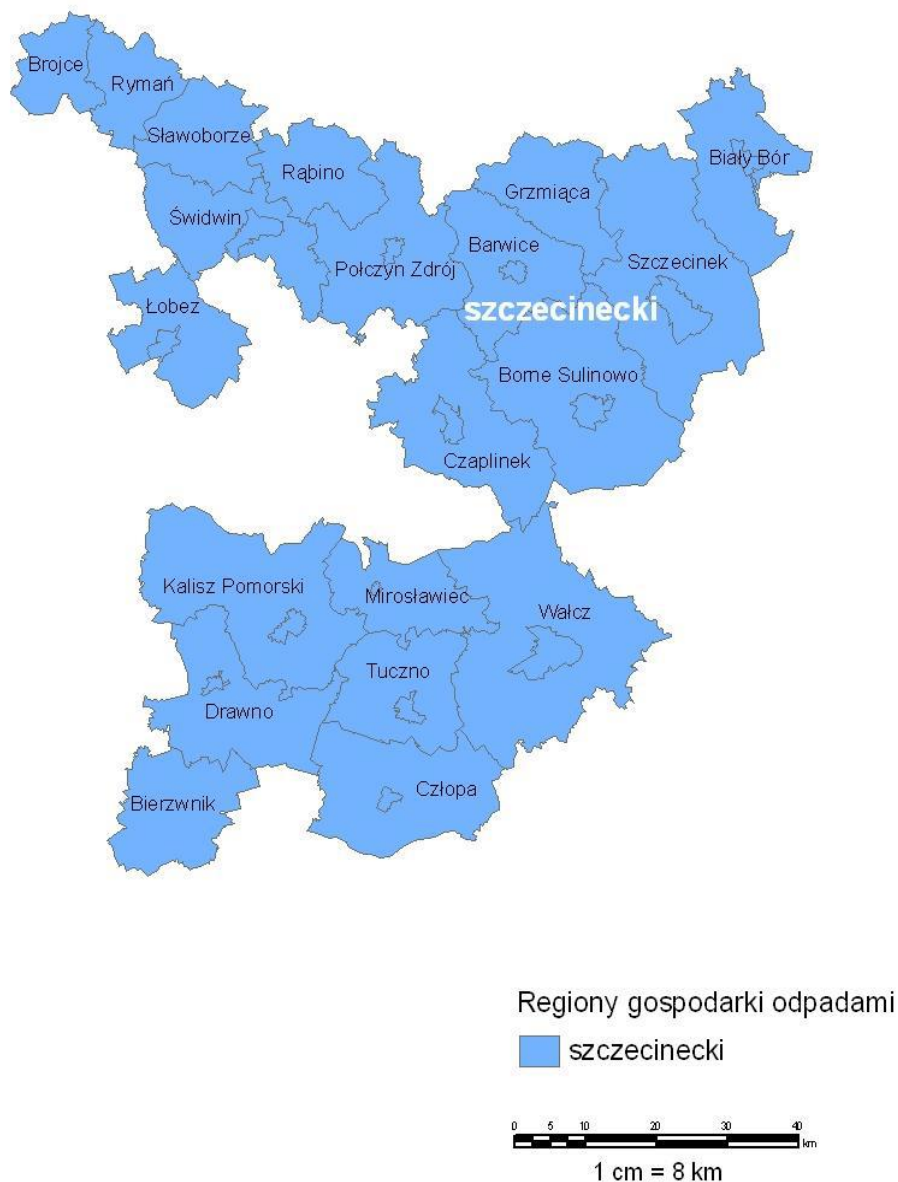 Brojce
Rymań
Sławoborze
Rąbino
Biały Bór
Grzmiąca
Świdwin
Barwice
Szczecinek
Połczyn Zdrój
Łobez
szczecinecki
Borne Sulinowo
Czaplinek
Kalisz Pomorski
Mirosławiec
Wałcz
Tuczno
Drawno
Bierzwnik
Człopa
Regiony gospodarki odpadami
szczecinecki
0 5 10 20 30 40
km
1 cm = 8 km